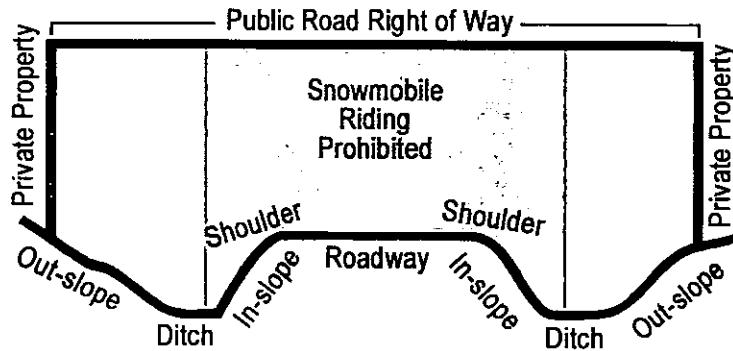 Public Road Right of Way
Private Property
Snowmobile
Riding
Prohibited
Private Property
Shoulder
Shoulder
Out-slope
In-slope
Roadway
In-slope
Out-slope
Ditch
Ditch